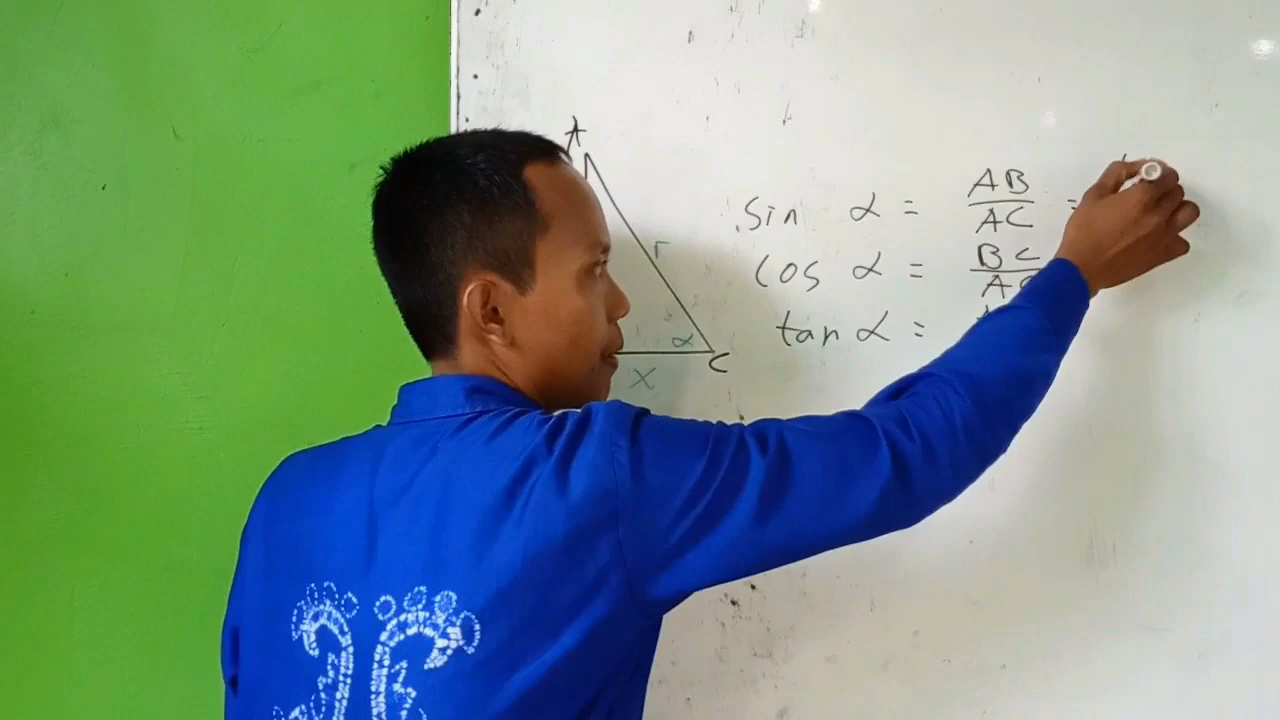 A
r
α
C
x
sin α = AB/AC =
cos α = BC/AC
tan α =